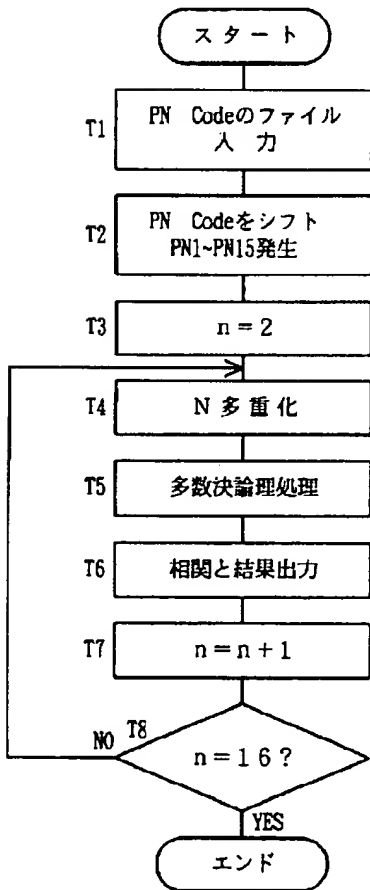 スタート
T1
PN Codeのファイル
入 力
T2
PN Codeをシフト
PN1~PN15発生
T3
n=2
T4
N 多 重 化
T5
多数決論理処理
T6
相関と結果出力
T7
n=n+1
T8
NO
n=16?
YES
エンド